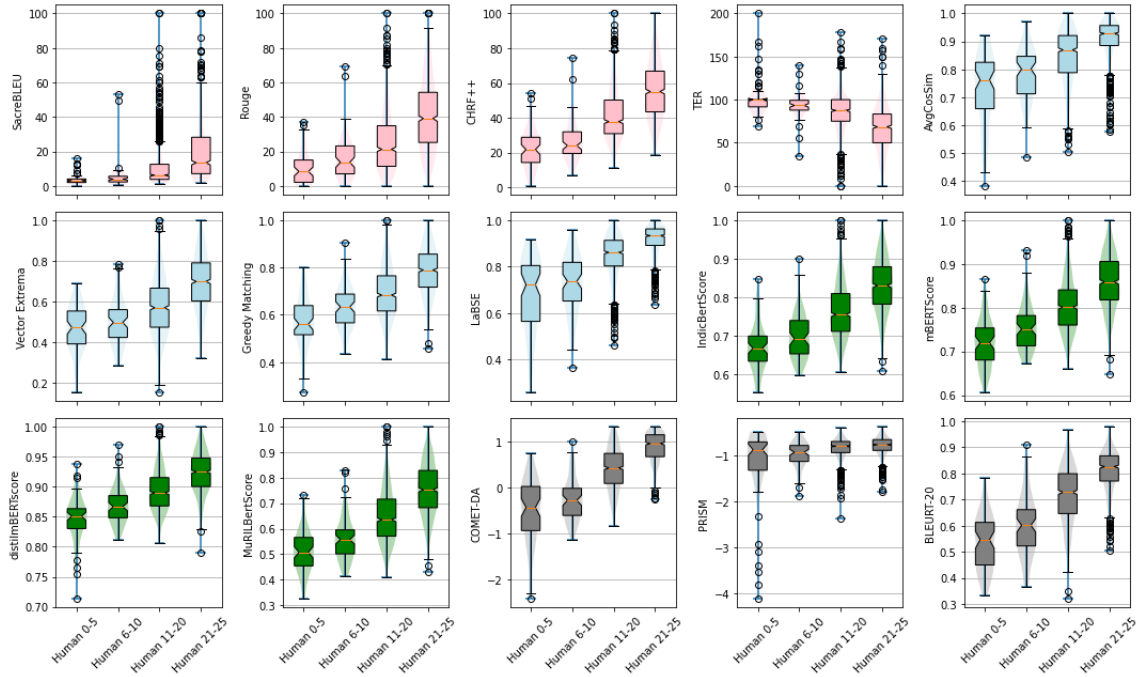 SacreBLEU
100
80
60
40
20
0
Rouge
100
80
60
40
20
0
CHRF++
100
80
60
40
20
0
TER
200
150
100
50
0
AvgCosSim
1.0
0.9
0.8
0.7
0.6
0.5
0.4
Vector Extrema
1.0
0.8
0.6
0.4
0.2
Greedy Matching
1.0
0.8
0.6
0.4
LaBSE
1.0
0.8
0.6
0.4
IndicBertScore
1.0
0.9
0.8
0.7
0.6
mBERTScore
1.0
0.9
0.8
0.7
0.6
distilmBERTscore
1.00
0.95
0.90
0.85
0.80
0.75
0.70
MuRILBertScore
1.0
0.9
0.8
0.7
0.6
0.5
0.4
0.3
COMET-DA
1
0
−1
−2
PRISM
−1
−2
−3
−4
BLEURT-20
1.0
0.9
0.8
0.7
0.6
0.5
0.4
0.3
Human 0-5
Human 6-10
Human 11-20
Human 21-25
Human 0-5
Human 6-10
Human 11-20
Human 21-25
Human 0-5
Human 6-10
Human 11-20
Human 21-25
Human 0-5
Human 6-10
Human 11-20
Human 21-25
Human 0-5
Human 6-10
Human 11-20
Human 21-25